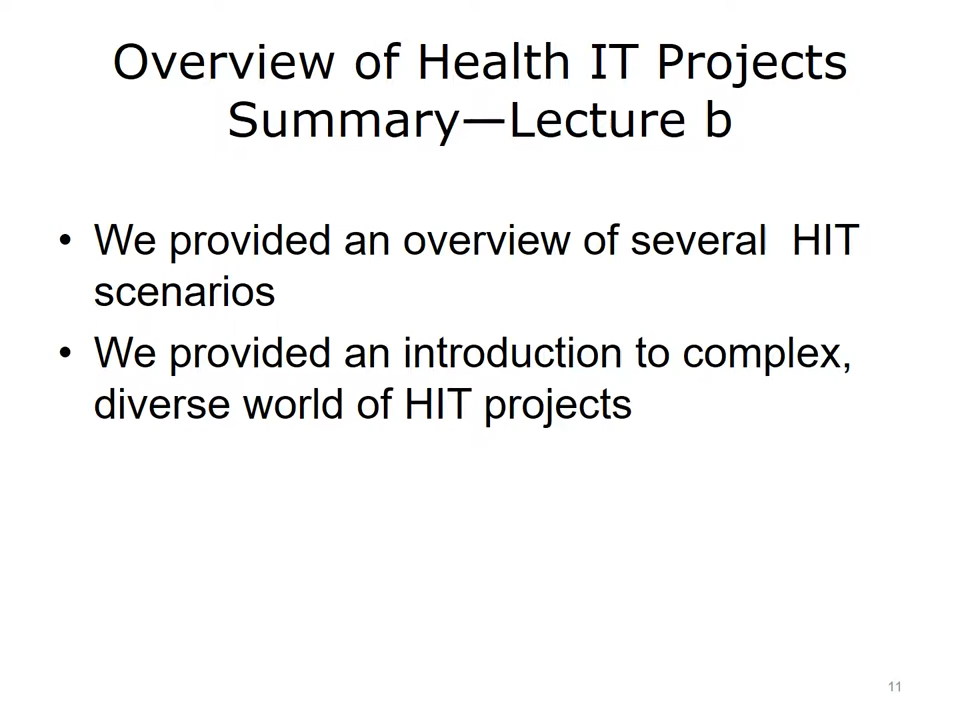 Overview of Health IT Projects
Summary—Lecture b
• We provided an overview of several  HIT
scenarios
• We provided an introduction to complex,
diverse world of HIT projects
11